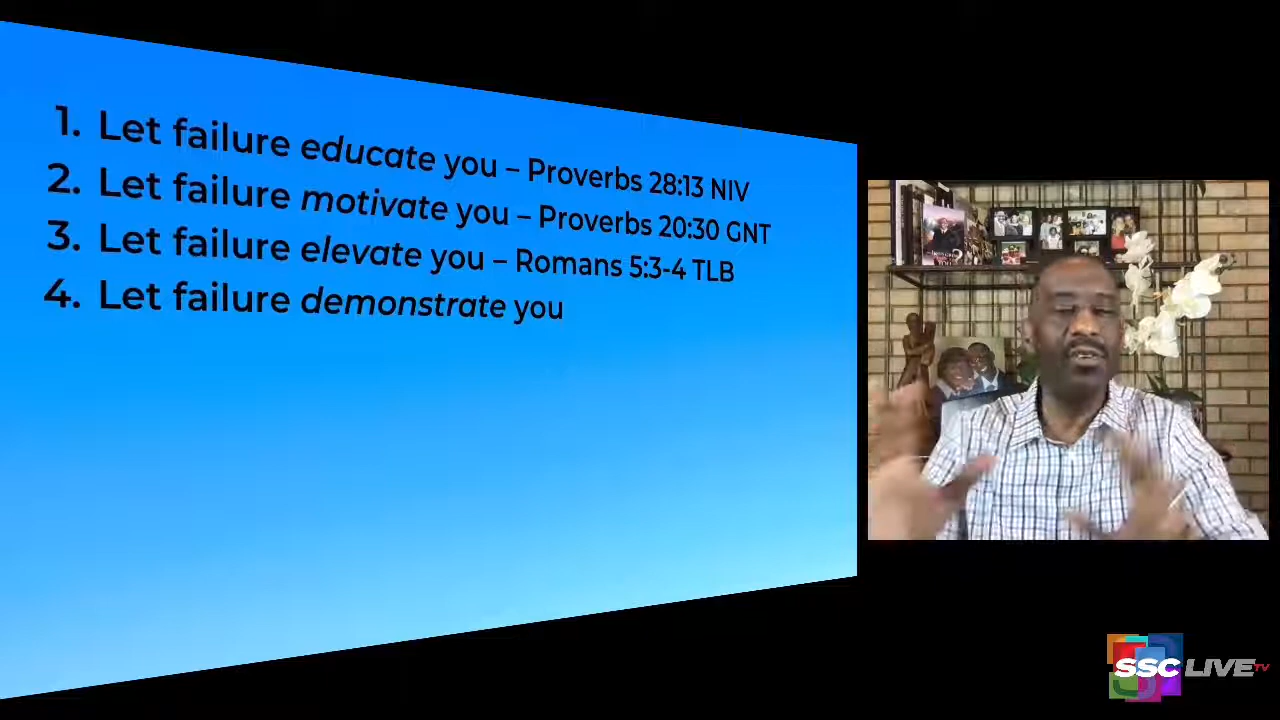 1. Let failure educate you – Proverbs 28:13 NIV
2. Let failure motivate you – Proverbs 20:30 GNT
3. Let failure elevate you – Romans 5:3-4 TLB
4. Let failure demonstrate you
SSC LIVE TV